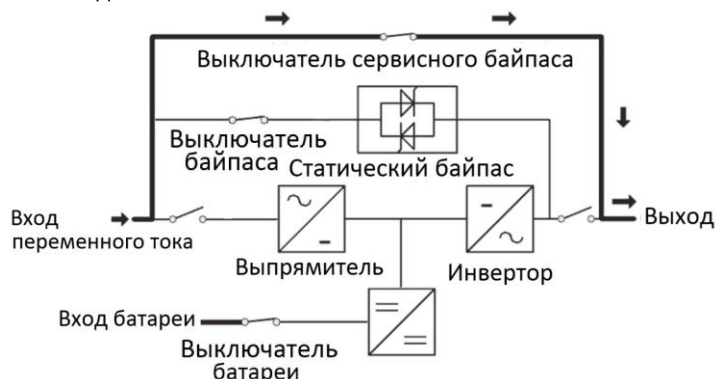 Выключатель сервисного байпаса
Выключатель
байпаса
Статический байпас
Вход
переменного тока
Выход
Выпрямитель
Инвертор
Вход батареи
Выключатель
батареи